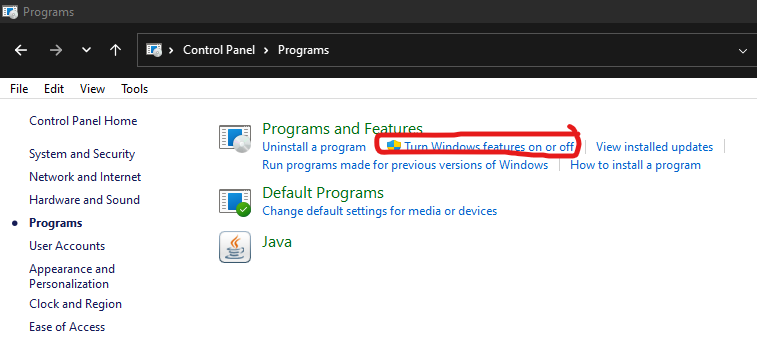 Programs
Control Panel Programs
File Edit View Tools
Control Panel Home
System and Security
Network and Internet
Hardware and Sound
Programs
User Accounts
Appearance and
Personalization
Clock and Region
Ease of Access
Programs and Features
Uninstall a program Turn Windows features on or off View installed updates
Run programs made for previous versions of Windows How to install a program
Default Programs
Change default settings for media or devices
Java